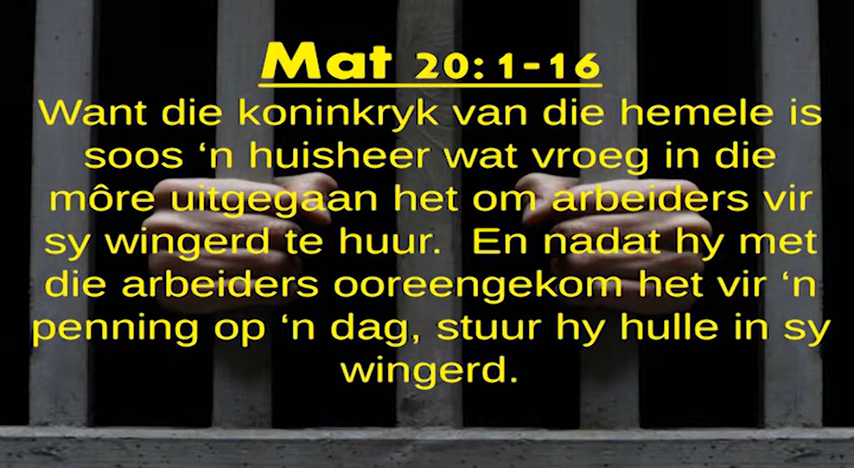 Mat 20:1-16
Want die koninkryk van die hemele is
soos ‘n huisheer wat vroeg in die
môre uitgegaan het om arbeiders vir
sy wingerd te huur.  En nadat hy met
die arbeiders ooreengekom het vir ‘n
penning op ‘n dag, stuur hy hulle in sy
wingerd.